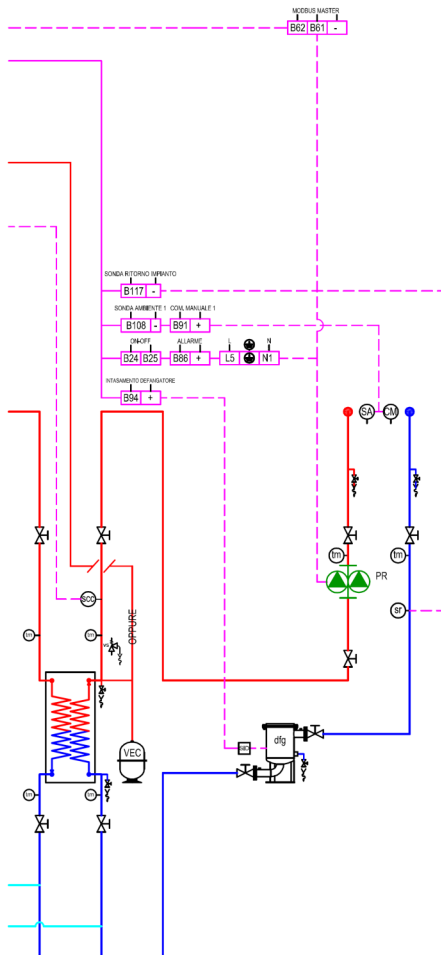 MODBUS MASTER
B62 B61 -
SONDA RITORNO IMPIANTO
B117 -
SONDA AMBIENTE 1 COM. MANUALE 1
B108 - B91 +
ON-OFF ALLARME L N
B24 B25 B86 + L5 N1
INTASAMENTO DEFANGATORE
B94 +
SA CM
tm tm
PR
scc
sr
OPPURE
tm tm
vs
dfg
VEC
tm tm